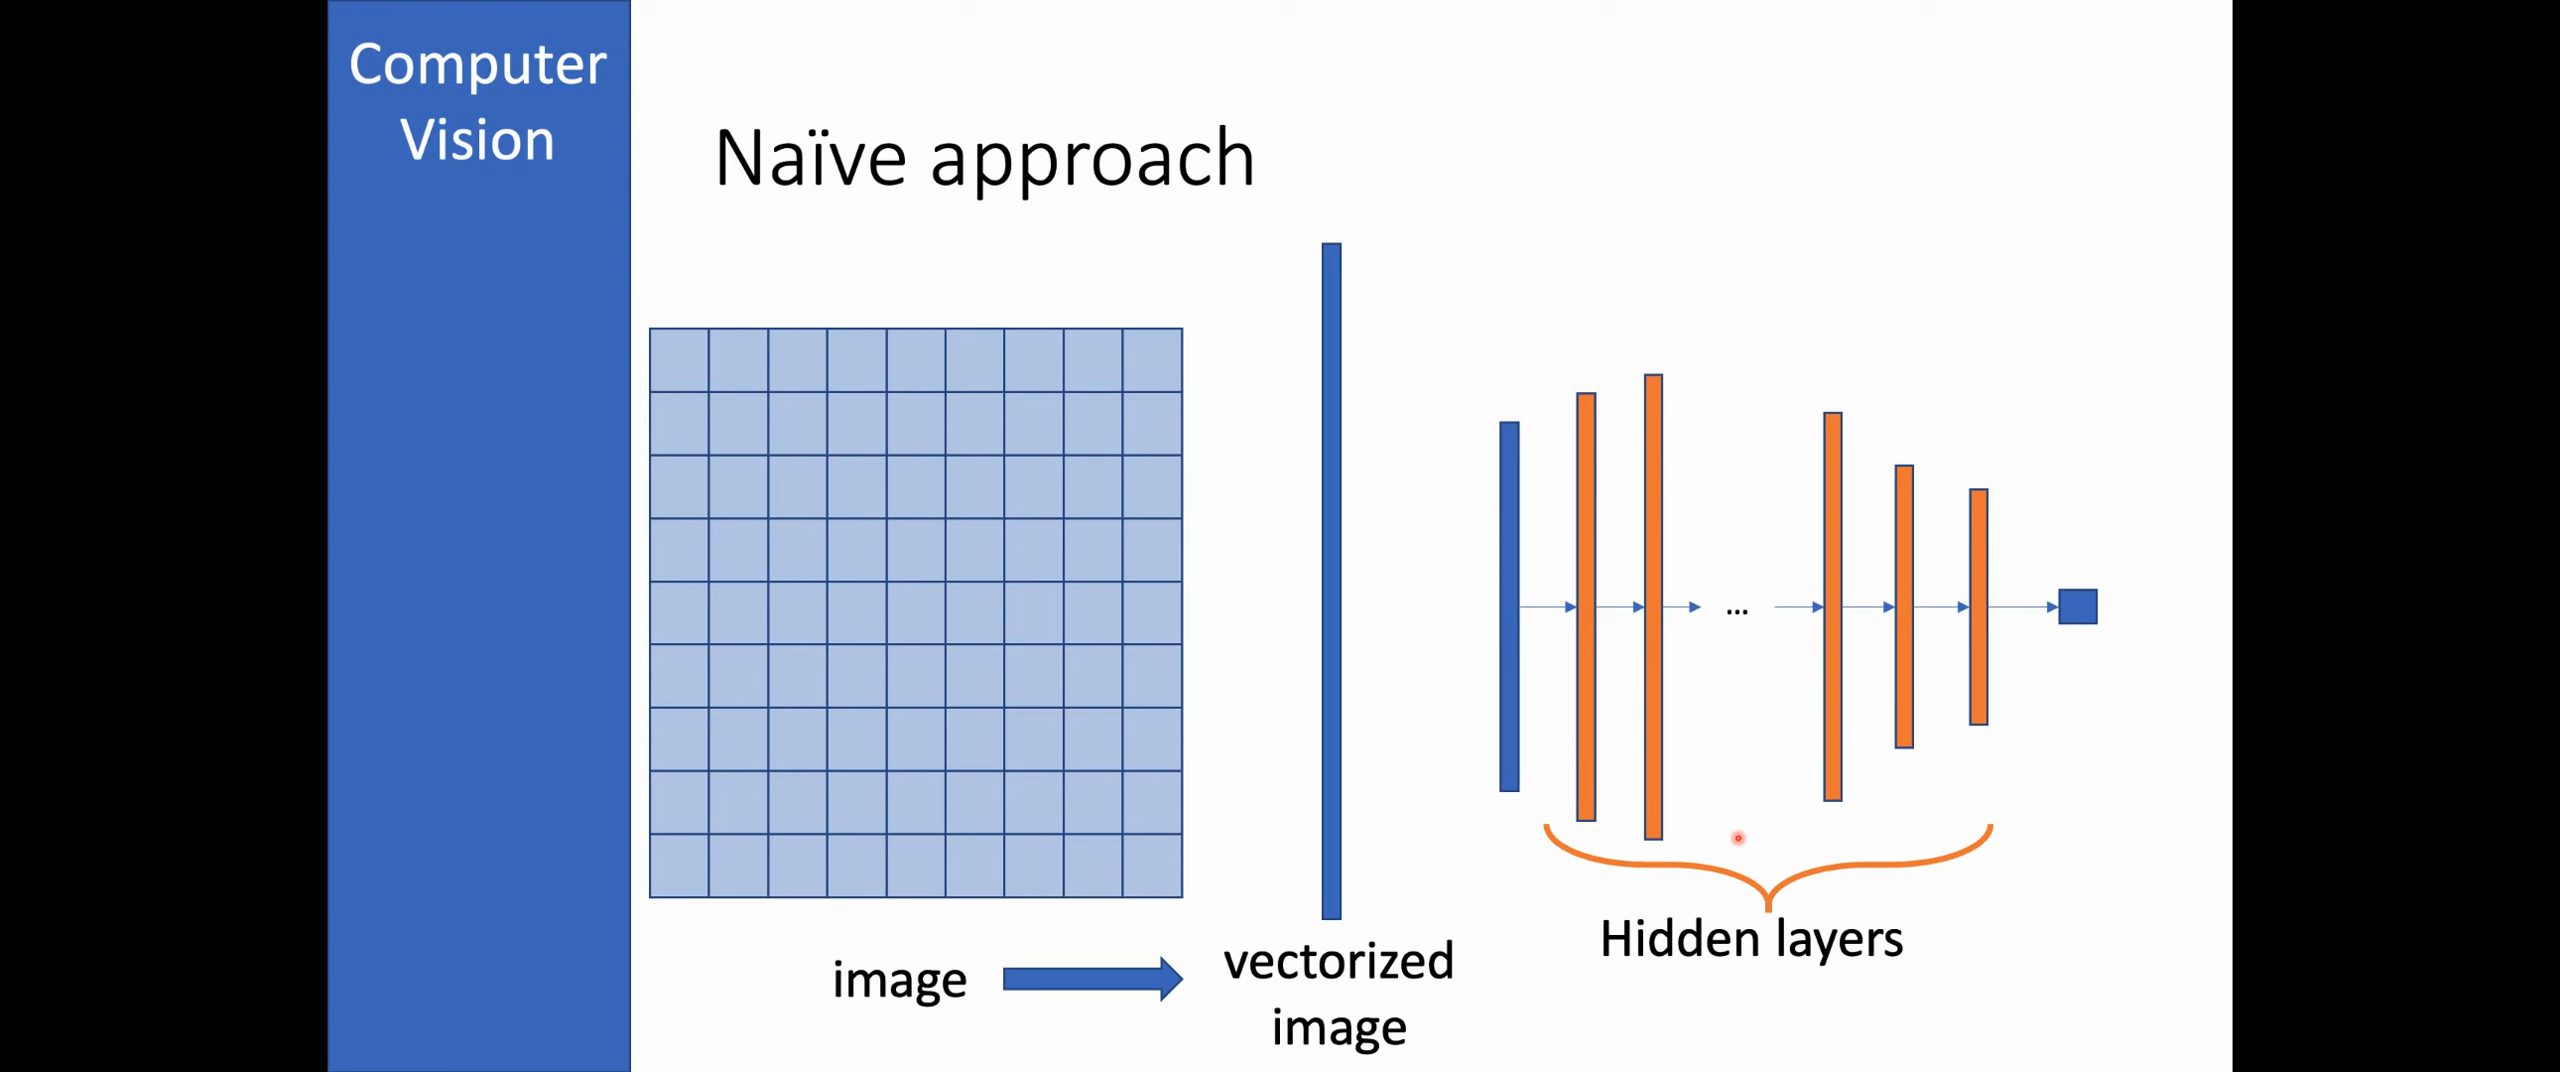 Computer
Vision
Naïve approach
...
image
vectorized
image
Hidden layers